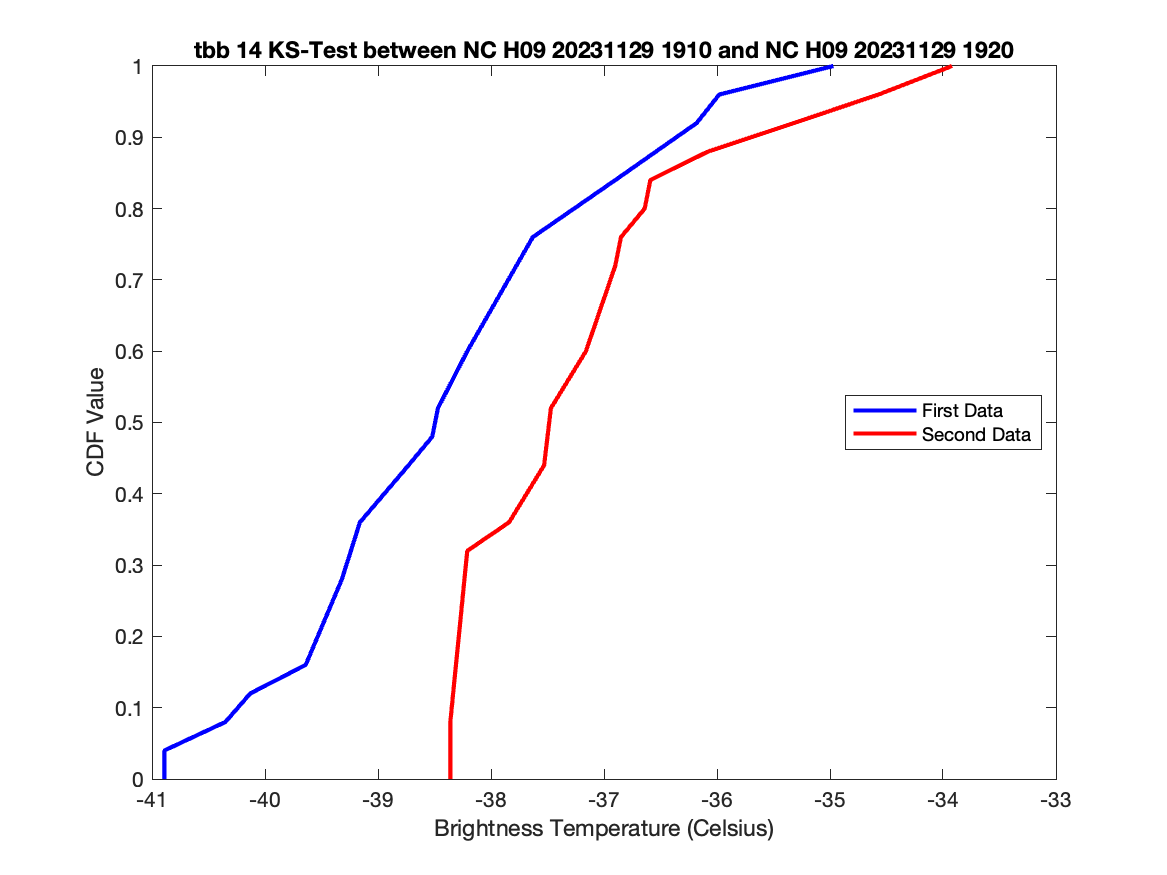 tbb 14 KS-Test between NC H09 20231129 1910 and NC H09 20231129 1920
1
0.9
0.8
0.7
0.6
0.5
0.4
0.3
0.2
0.1
0
CDF Value
First Data
Second Data
-41 -40 -39 -38 -37 -36 -35 -34 -33
Brightness Temperature (Celsius)